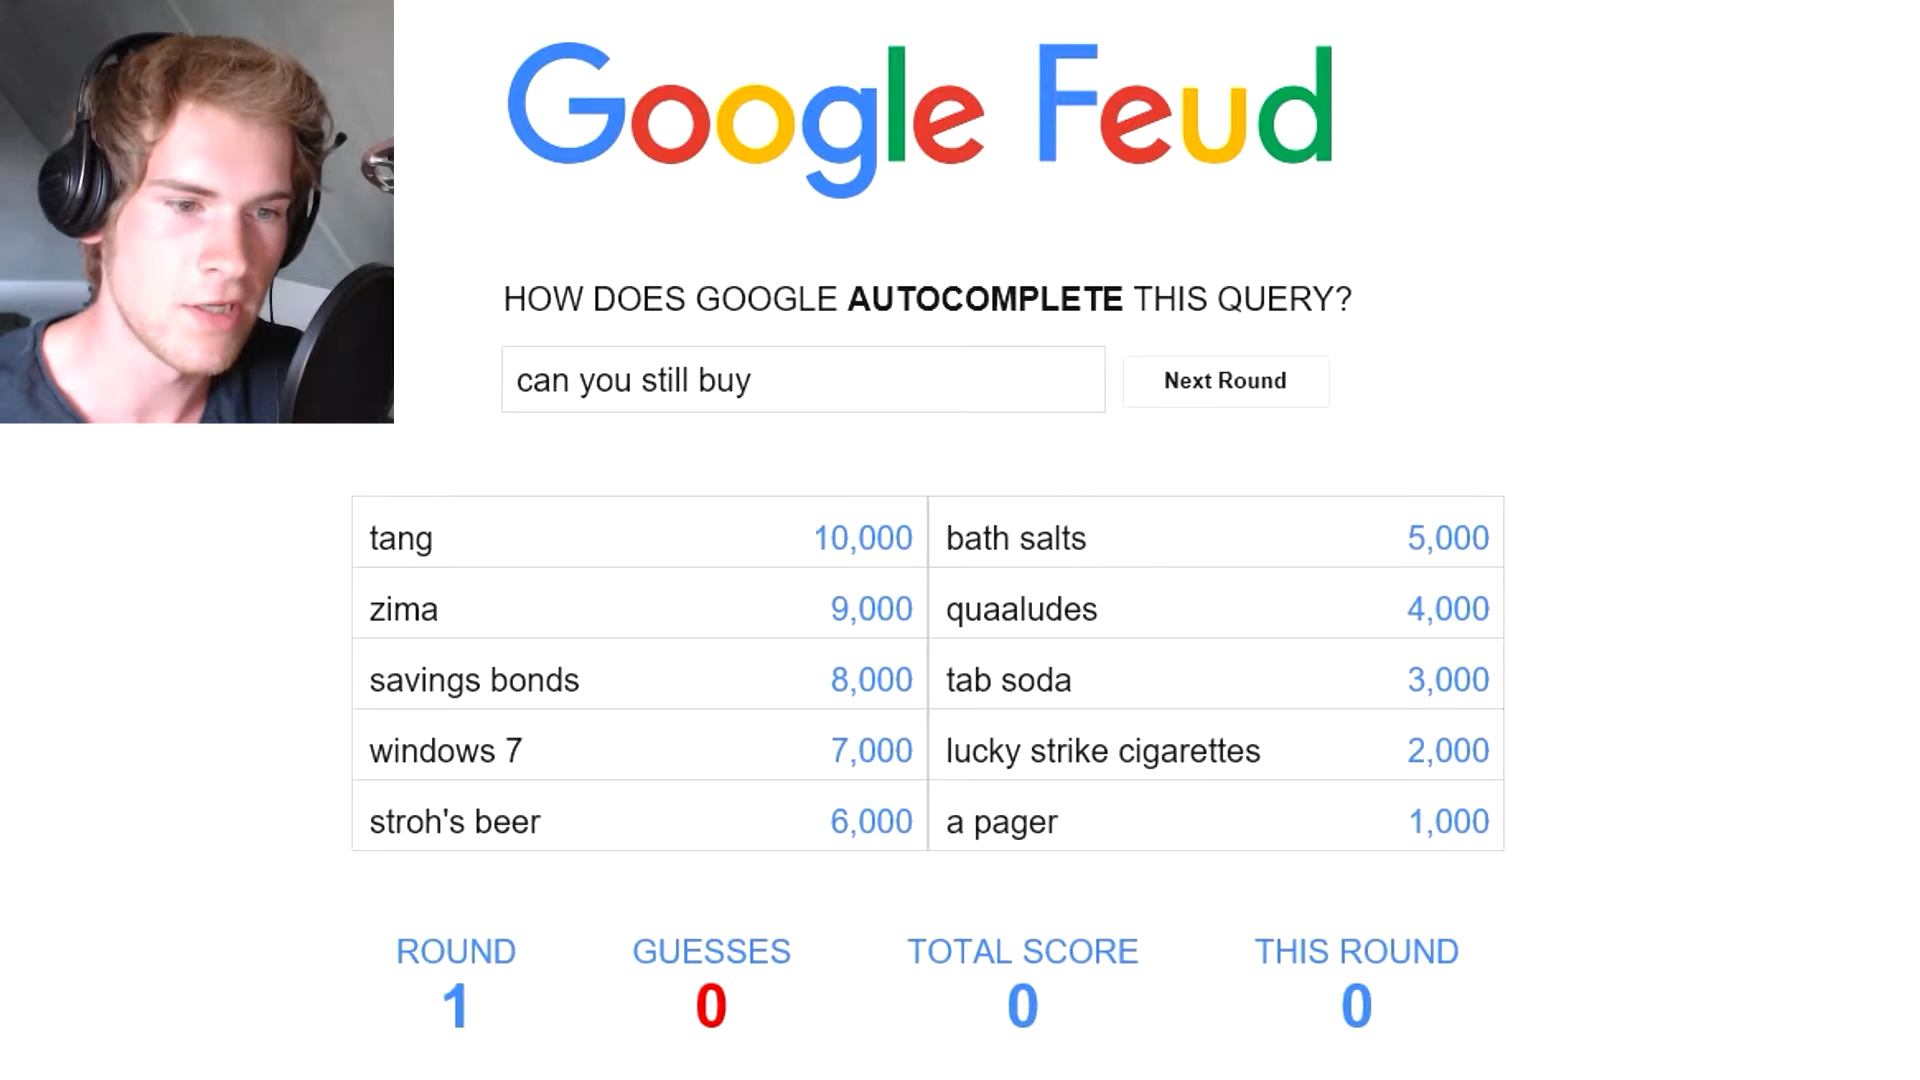 Google Feud
HOW DOES GOOGLE AUTOCOMPLETE THIS QUERY?
can you still buy
Next Round
tang 10,000
zima 9,000
savings bonds 8,000
windows 7 7,000
stroh's beer 6,000
bath salts 5,000
quaaludes 4,000
tab soda 3,000
lucky strike cigarettes 2,000
a pager 1,000
ROUND
1
GUESSES
0
TOTAL SCORE
0
THIS ROUND
0